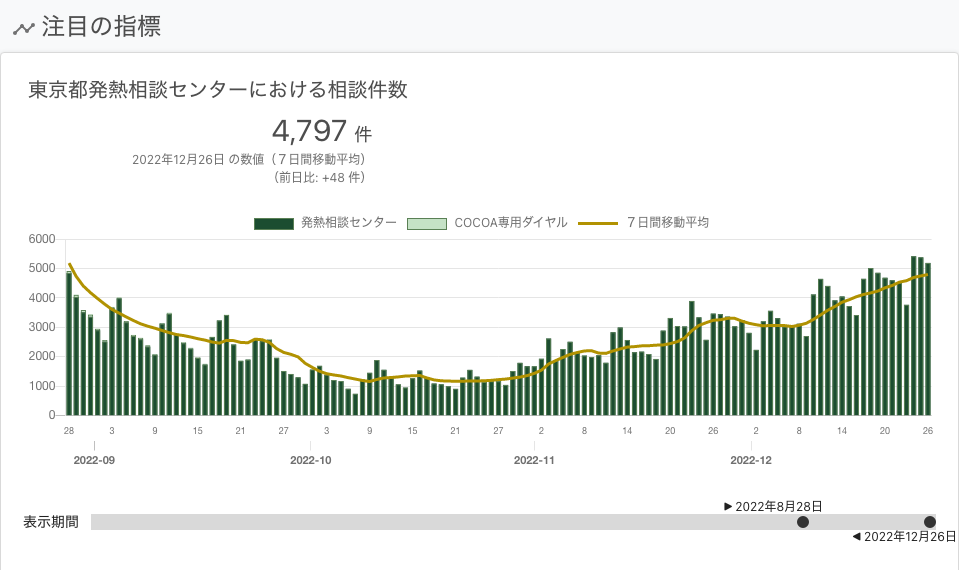 注目の指標
東京都発熱相談センターにおける相談件数
4,797 件
2022年12月26日 の数値（７日間移動平均）
（前日比: +48 件）
発熱相談センター COCOA専用ダイヤル ７日間移動平均
6000
5000
4000
3000
2000
1000
0
28 3 9 15 21 27 3 9 15 21 27 2 8 14 20 26 2 8 14 20 26
2022-09 2022-10 2022-11 2022-12
▶ 2022年8月28日
表示期間
◀ 2022年12月26日